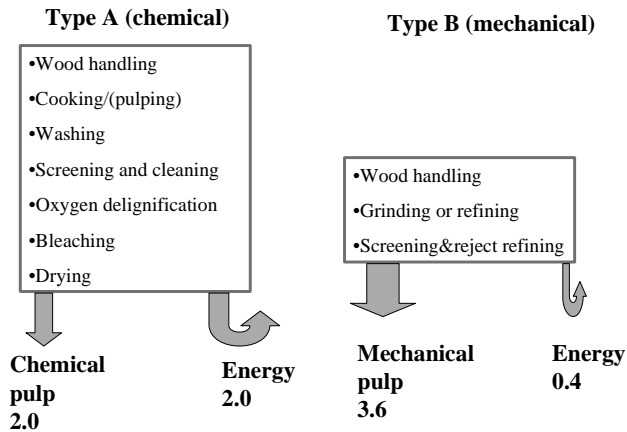 Type A (chemical)
•Wood handling
•Cooking/(pulping)
•Washing
•Screening and cleaning
•Oxygen delignification
•Bleaching
•Drying
Chemical
pulp
2.0
Energy
2.0
Type B (mechanical)
•Wood handling
•Grinding or refining
•Screening&reject refining
Mechanical
pulp
3.6
Energy
0.4